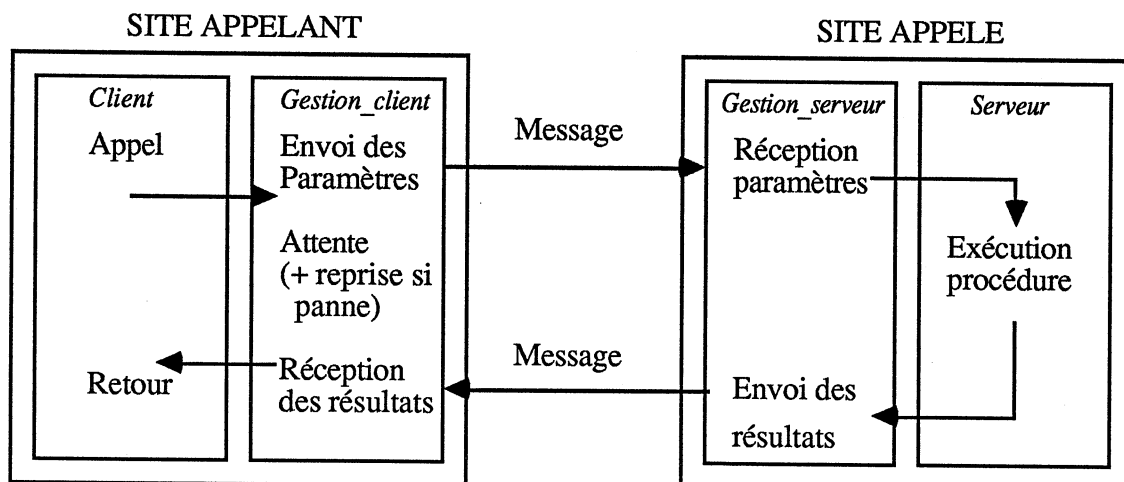 SITE APPELANT
SITE APPELE
Client
Gestion_client
Gestion_serveur
Serveur
Appel
Envoi des
Paramètres
Message
Réception
paramètres
Attente
(+ reprise si
panne)
Exécution
procédure
Retour
Réception
des résultats
Message
Envoi des
résultats